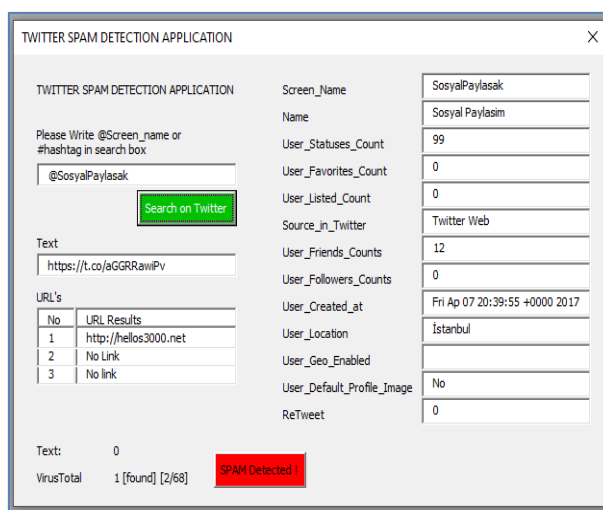 TWITTER SPAM DETECTION APPLICATION X
TWITTER SPAM DETECTION APPLICATION
Please Write @Screen_name or
#hashtag in search box
@SosyalPaylasak
Search on Twitter
Text
https://t.co/aGGRRawiPv
URL's
No URL Results
1 http://hellos3000.net
2 No Link
3 No link
Text: 0
VirusTotal 1 [found] [2/68]
SPAM Detected !
Screen_Name SosyalPaylasak
Name Sosyal Paylasim
User_Statuses_Count 99
User_Favorites_Count 0
User_Listed_Count 0
Source_in_Twitter Twitter Web
User_Friends_Counts 12
User_Followers_Counts 0
User_Created_at Fri Ap 07 20:39:55 +0000 2017
User_Location İstanbul
User_Geo_Enabled
User_Default_Profile_Image No
ReTweet 0